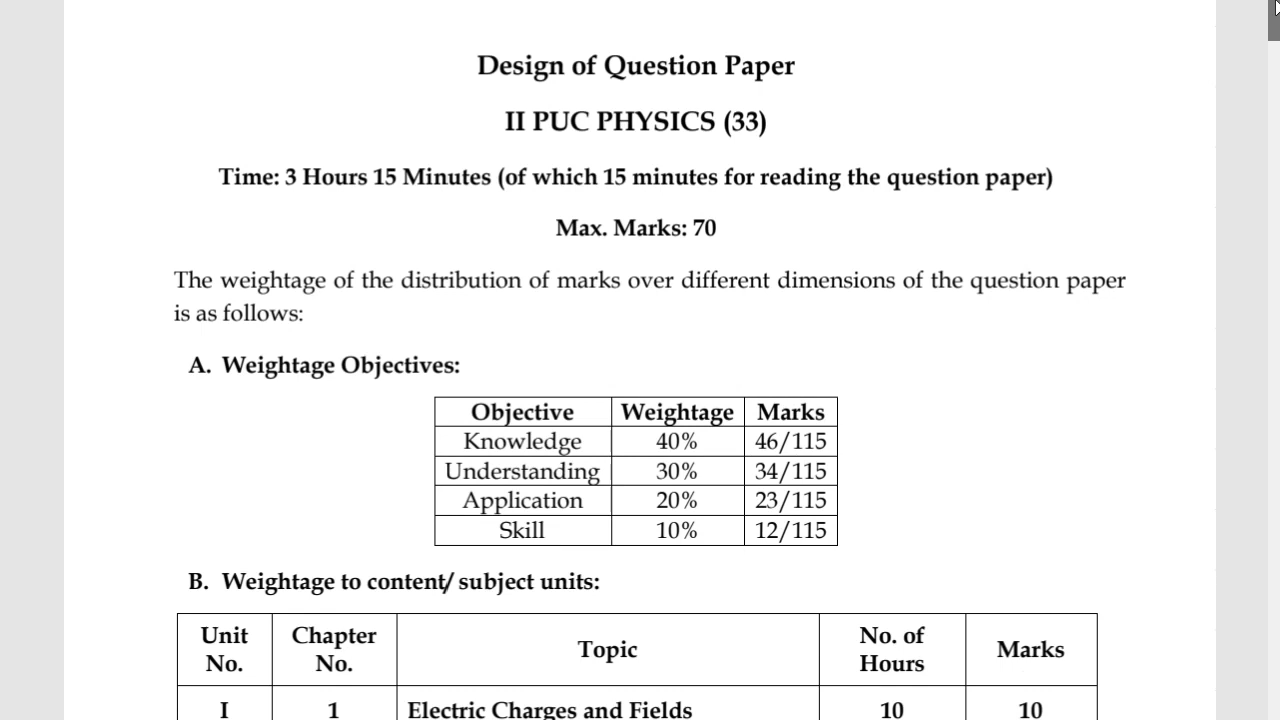 Design of Question Paper
II PUC PHYSICS (33)
Time: 3 Hours 15 Minutes (of which 15 minutes for reading the question paper)
Max. Marks: 70
The weightage of the distribution of marks over different dimensions of the question paper
is as follows:
A. Weightage Objectives:
Objective Weightage Marks
Knowledge 40% 46/115
Understanding 30% 34/115
Application 20% 23/115
Skill 10% 12/115
B. Weightage to content/ subject units:
Unit No. Chapter No. Topic No. of Hours Marks
I 1 Electric Charges and Fields 10 10